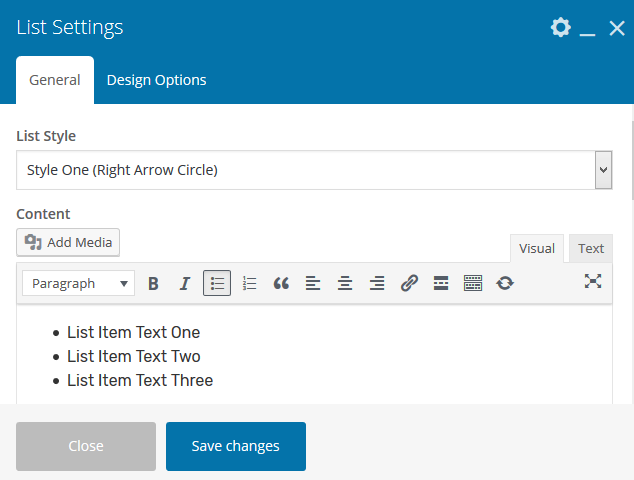 List Settings
General
Design Options
List Style
Style One (Right Arrow Circle)
Content
Add Media
Visual
Text
Paragraph
B
I
List Item Text One
List Item Text Two
List Item Text Three
Close
Save changes